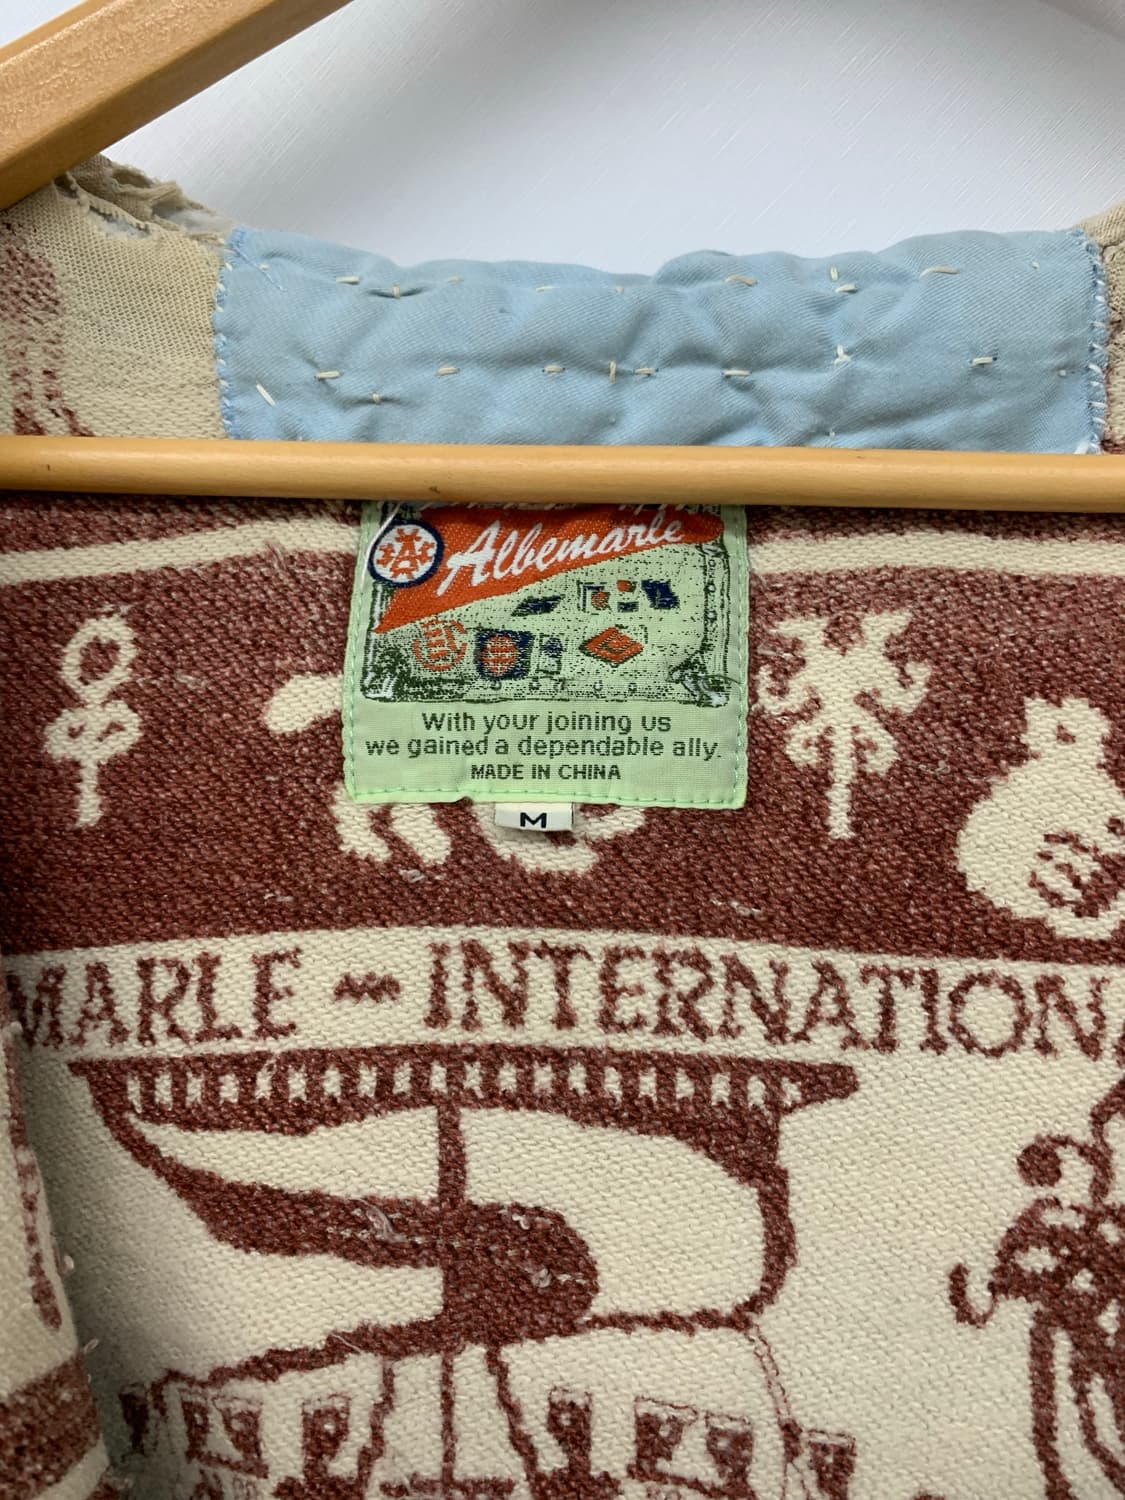 Albemarle
With your joining us
we gained a dependable ally.
MADE IN CHINA
M
MARLE - INTERNATION